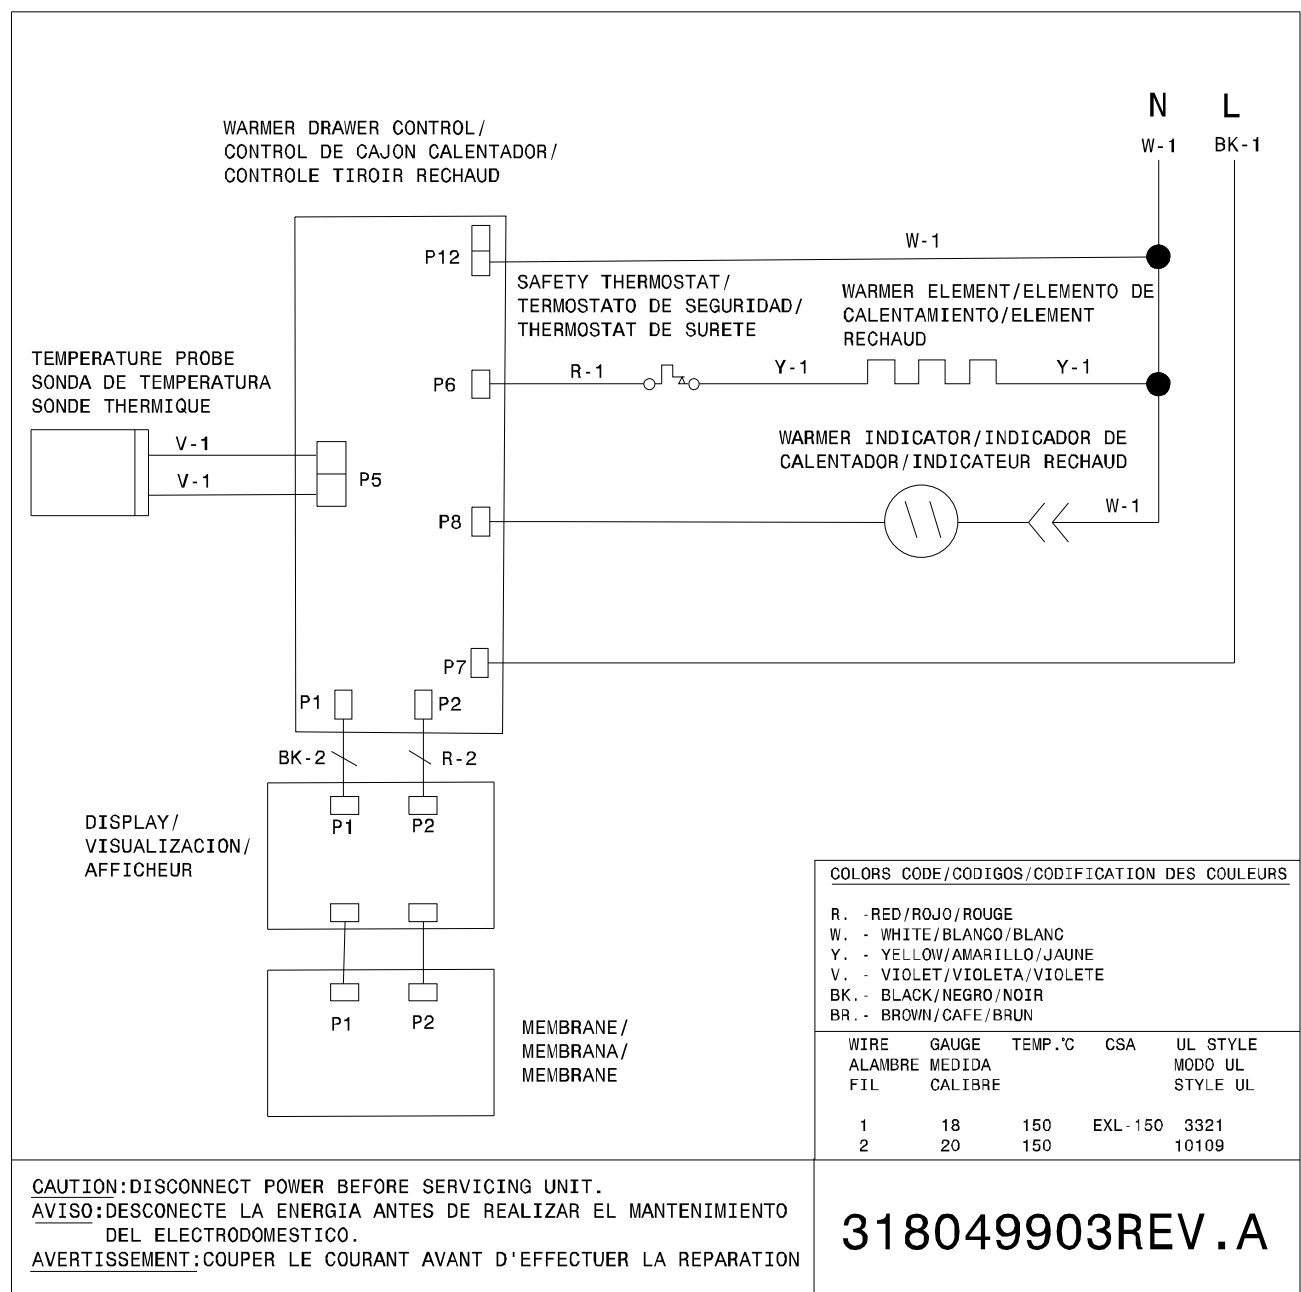 N L
W-1 BK-1
WARMER DRAWER CONTROL/
CONTROL DE CAJON CALENTADOR/
CONTROLE TIROIR RECHAUD
P12
W-1
SAFETY THERMOSTAT/
TERMOSTATO DE SEGURIDAD/
THERMOSTAT DE SURETE
WARMER ELEMENT/ELEMENTO DE
CALENTAMIENTO/ELEMENT
RECHAUD
TEMPERATURE PROBE
SONDA DE TEMPERATURA
SONDE THERMIQUE
P6
R-1
Y-1
Y-1
V-1
V-1
P5
WARMER INDICATOR/INDICADOR DE
CALENTADOR/INDICATEUR RECHAUD
P8
W-1
P7
P1
P2
BK-2
R-2
P1
P2
DISPLAY/
VISUALIZACION/
AFFICHEUR
P1
P2
MEMBRANE/
MEMBRANA/
MEMBRANE
COLORS CODE/CODIGOS/CODIFICATION DES COULEURS
R. -RED/ROJO/ROUGE
W. - WHITE/BLANCO/BLANC
Y. - YELLOW/AMARILLO/JAUNE
V. - VIOLET/VIOLETA/VIOLETE
BK.- BLACK/NEGRO/NOIR
BR.- BROWN/CAFE/BRUN
WIRE GAUGE TEMP.°C CSA UL STYLE
ALAMBRE MEDIDA MODO UL
FIL CALIBRE STYLE UL
1 18 150 EXL-150 3321
2 20 150 10109
CAUTION:DISCONNECT POWER BEFORE SERVICING UNIT.
AVISO:DESCONECTE LA ENERGIA ANTES DE REALIZAR EL MANTENIMIENTO
DEL ELECTRODOMESTICO.
AVERTISSEMENT:COUPER LE COURANT AVANT D'EFFECTUER LA REPARATION
318049903REV.A